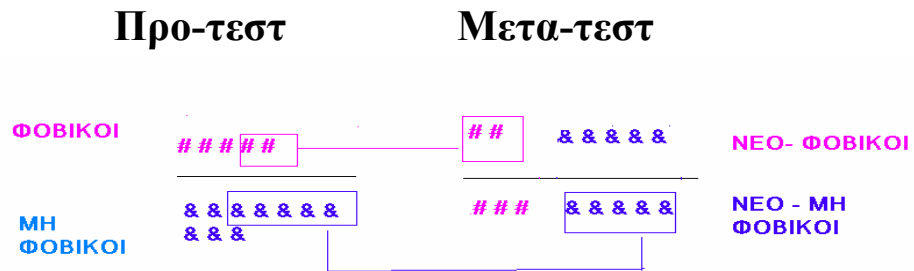 Προ-τεστ Μετα-τεστ
ΦΟΒΙΚΟΙ # # # # # # # & & & & & ΝΕΟ- ΦΟΒΙΚΟΙ
ΜΗ ΦΟΒΙΚΟΙ & & & & & & & & # # # & & & & & ΝΕΟ - ΜΗ ΦΟΒΙΚΟΙ
& & &